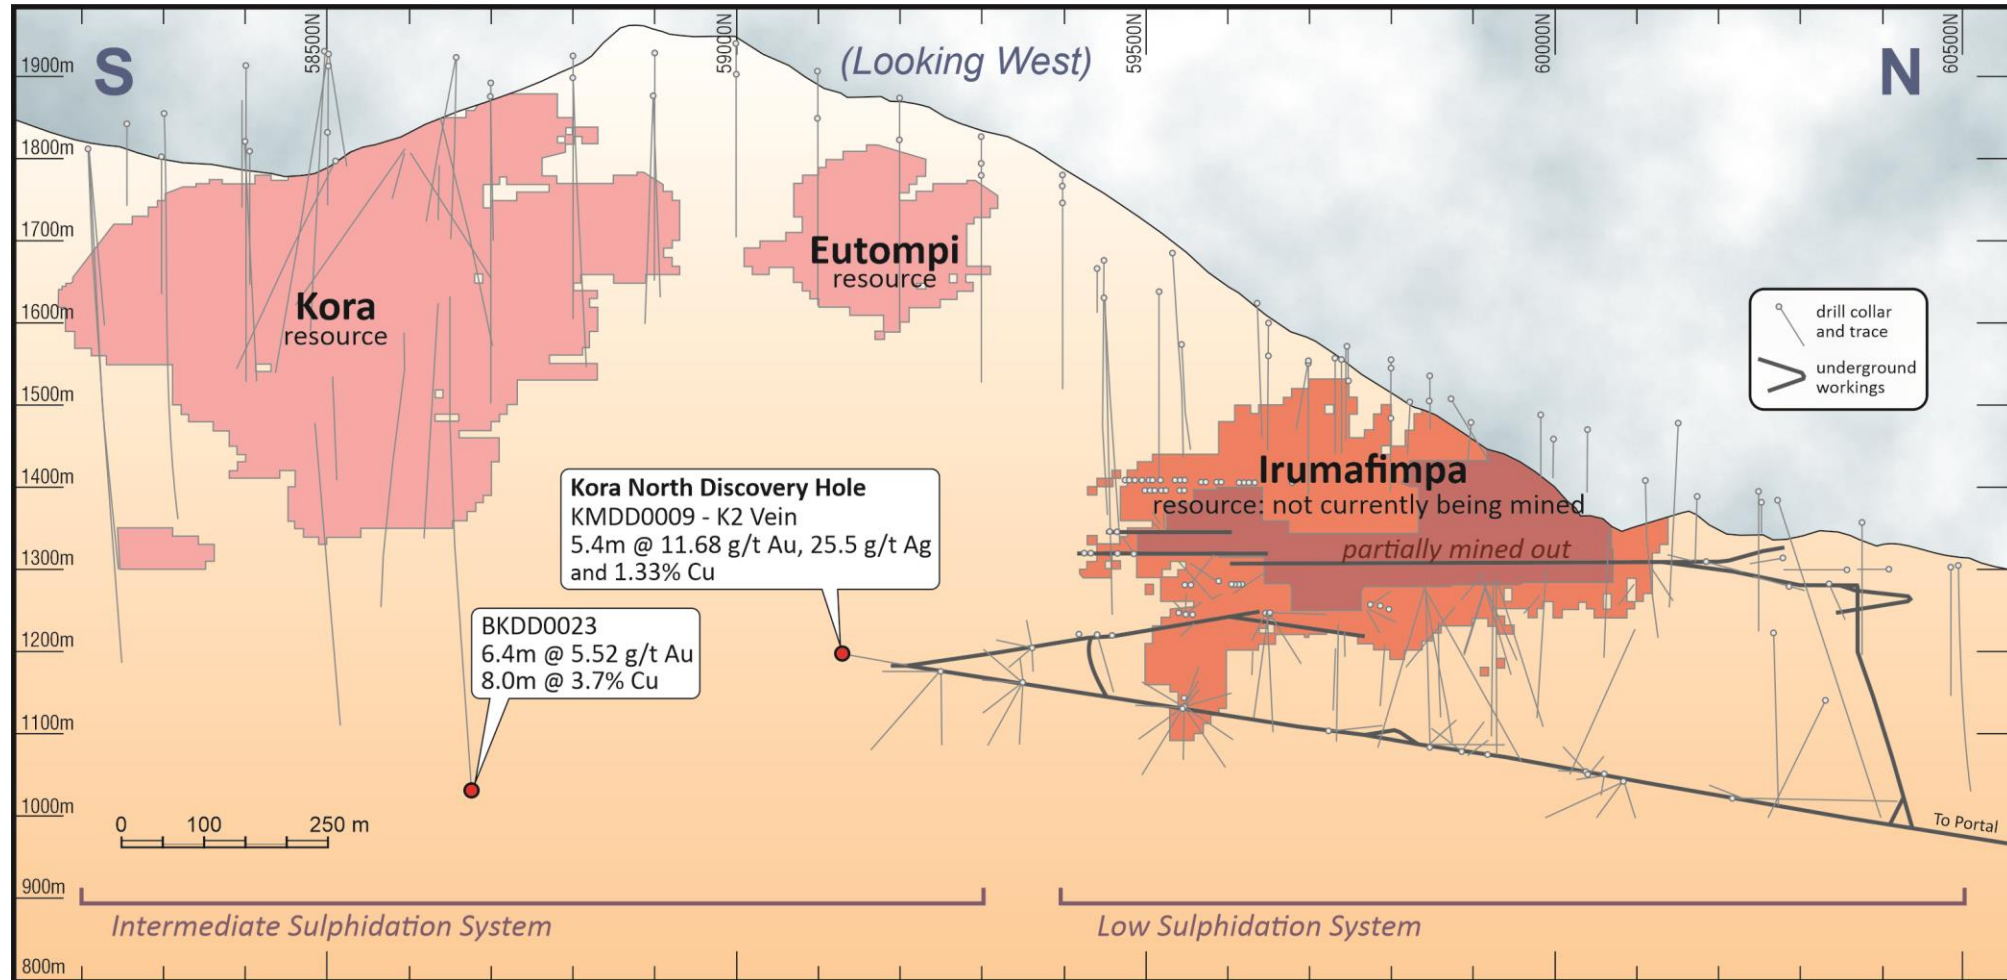 58500N
59000N
59500N
60000N
60500N
S
(Looking West)
N
1900m
1800m
1700m
1600m
1500m
1400m
1300m
1200m
1100m
1000m
900m
800m
Kora
resource
Eutompi
resource
Irumafimpa
resource: not currently being mined
partially mined out
drill collar
and trace
underground
workings
Kora North Discovery Hole
KMDD0009 - K2 Vein
5.4m @ 11.68 g/t Au, 25.5 g/t Ag
and 1.33% Cu
BKDD0023
6.4m @ 5.52 g/t Au
8.0m @ 3.7% Cu
0 100 250 m
To Portal
Intermediate Sulphidation System
Low Sulphidation System